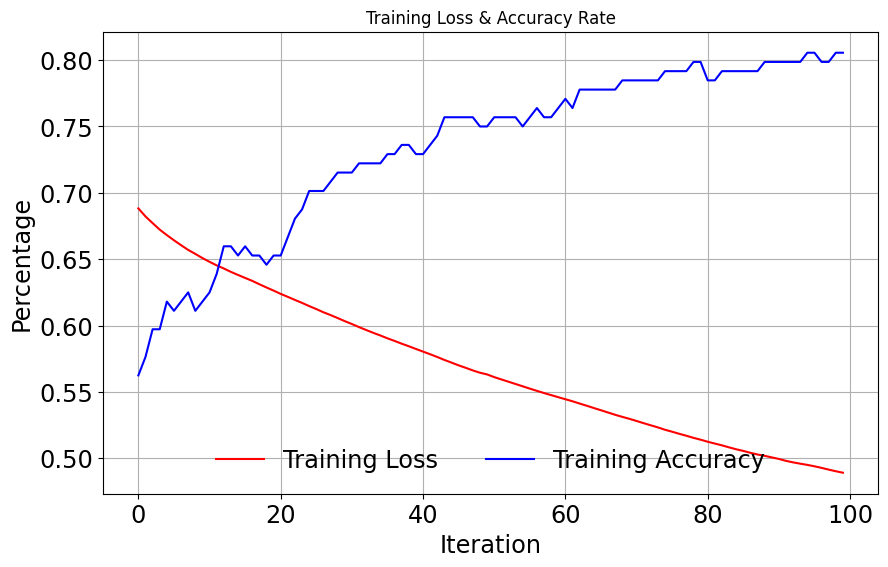 Training Loss & Accuracy Rate
0.80
0.75
0.70
0.65
0.60
0.55
0.50
Percentage
Training Loss Training Accuracy
0 20 40 60 80 100
Iteration